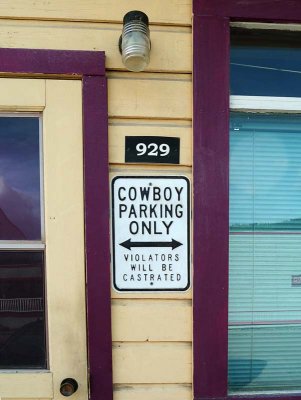 929
COWBOY
PARKING
ONLY
VIOLATORS
WILL BE
CASTRATED